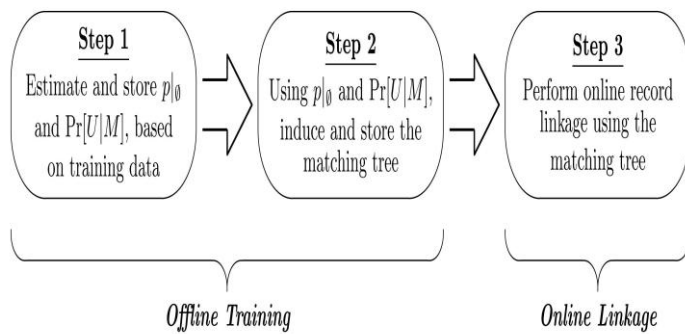 Step 1
Estimate and store p|∅
and Pr[U|M], based
on training data
Step 2
Using p|∅ and Pr[U|M],
induce and store the
matching tree
Step 3
Perform online record
linkage using the
matching tree
Offline Training
Online Linkage